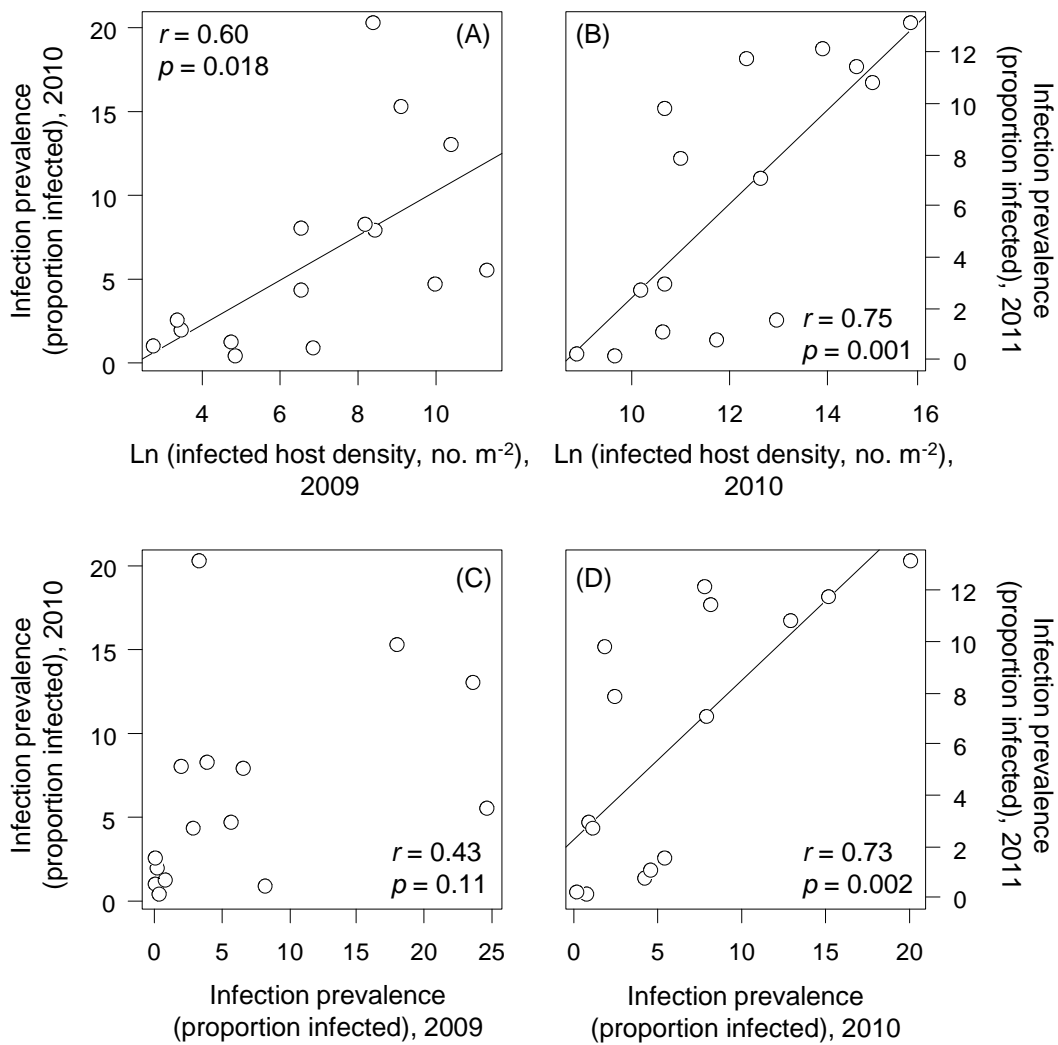 (A)
r = 0.60
p = 0.018
Infection prevalence
(proportion infected), 2010
20
15
10
5
0
4 6 8 10
Ln (infected host density, no. m-2),
2009
(B)
r = 0.75
p = 0.001
Infection prevalence
(proportion infected), 2011
12
10
8
6
4
2
0
10 12 14 16
Ln (infected host density, no. m-2),
2010
(C)
r = 0.43
p = 0.11
Infection prevalence
(proportion infected), 2010
20
15
10
5
0
0 5 10 15 20 25
Infection prevalence
(proportion infected), 2009
(D)
r = 0.73
p = 0.002
Infection prevalence
(proportion infected), 2011
12
10
8
6
4
2
0
0 5 10 15 20
Infection prevalence
(proportion infected), 2010